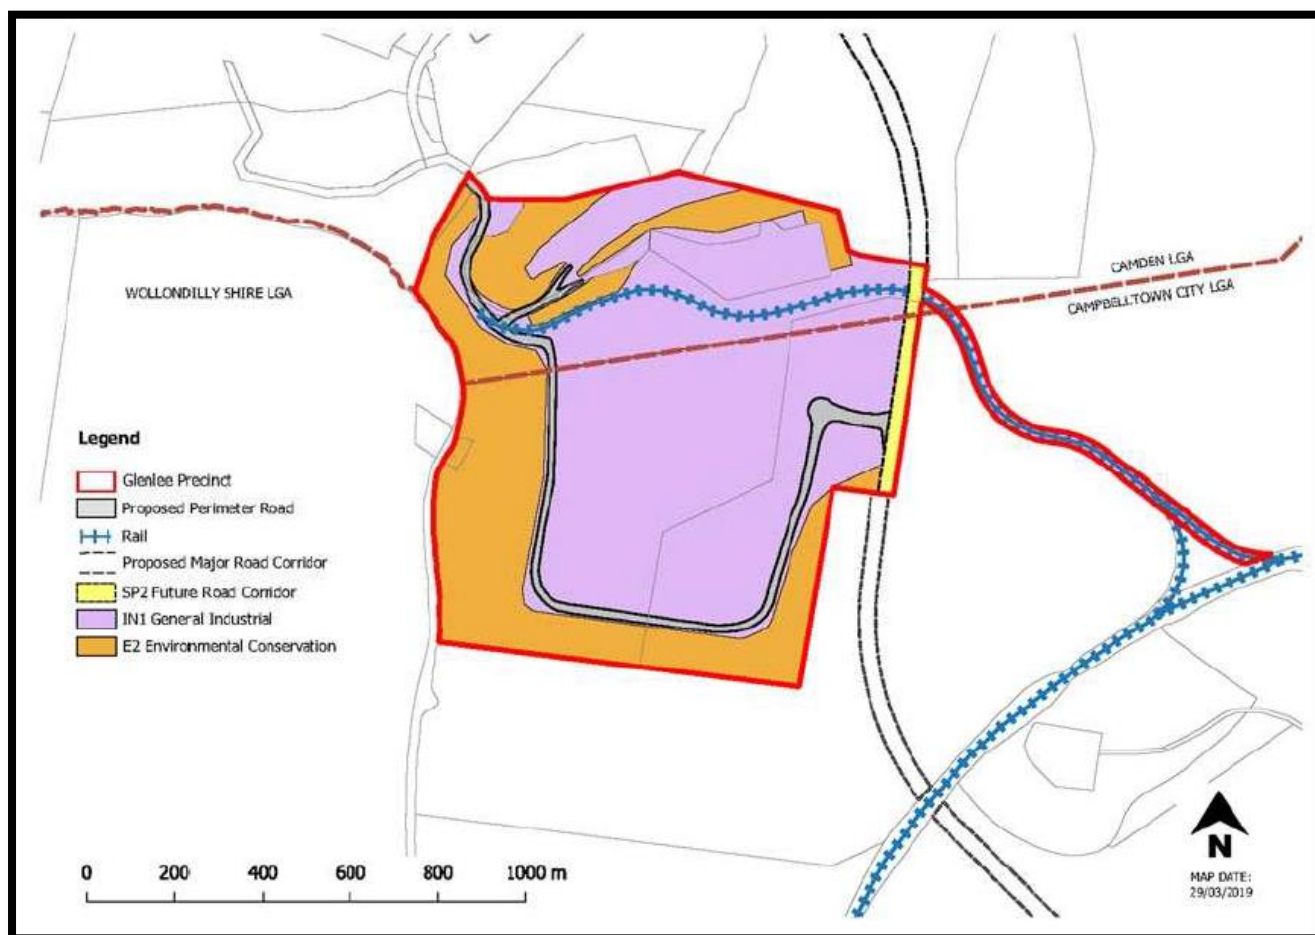 CAMDEN LGA
WOLLONDILLY SHIRE LGA
CAMPBELLTOWN CITY LGA
Legend
Glenlee Precinct
Proposed Perimeter Road
Rail
Proposed Major Road Corridor
SP2 Future Road Corridor
IN1 General Industrial
E2 Environmental Conservation
0 200 400 600 800 1000 m
N
MAP DATE:
29/03/2019